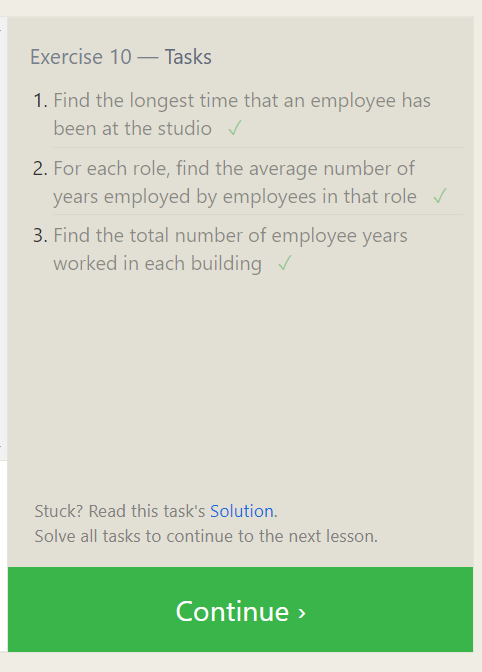 Exercise 10 — Tasks
1. Find the longest time that an employee has
been at the studio ✓
2. For each role, find the average number of
years employed by employees in that role ✓
3. Find the total number of employee years
worked in each building ✓
Stuck? Read this task's Solution.
Solve all tasks to continue to the next lesson.
Continue ›